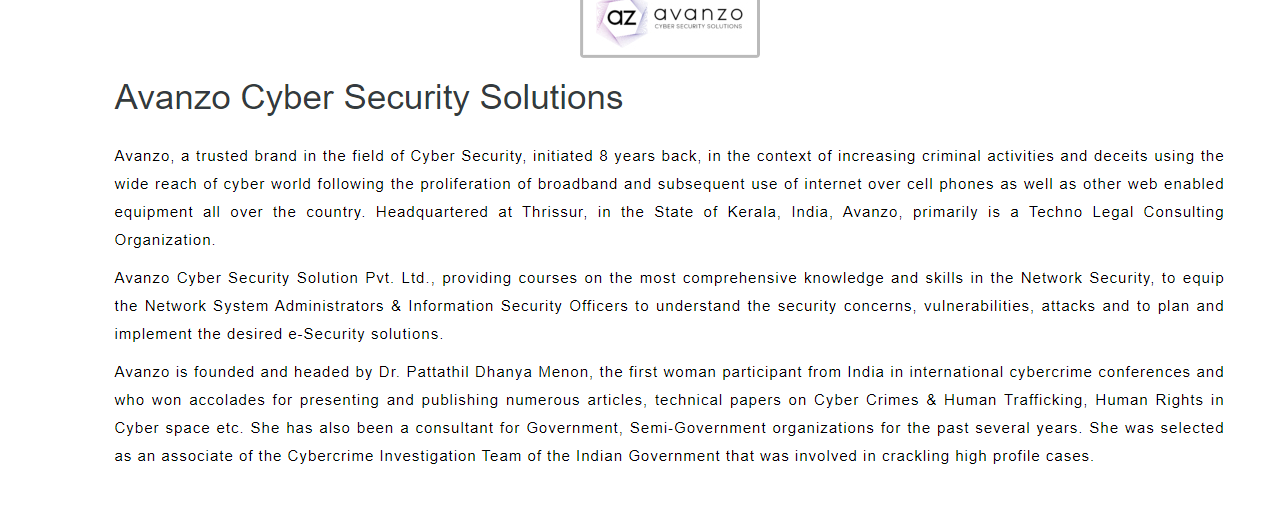 az avanzo
CYBER SECURITY SOLUTIONS
Avanzo Cyber Security Solutions
Avanzo, a trusted brand in the field of Cyber Security, initiated 8 years back, in the context of increasing criminal activities and deceits using the
wide reach of cyber world following the proliferation of broadband and subsequent use of internet over cell phones as well as other web enabled
equipment all over the country. Headquartered at Thrissur, in the State of Kerala, India, Avanzo, primarily is a Techno Legal Consulting
Organization.
Avanzo Cyber Security Solution Pvt. Ltd., providing courses on the most comprehensive knowledge and skills in the Network Security, to equip
the Network System Administrators & Information Security Officers to understand the security concerns, vulnerabilities, attacks and to plan and
implement the desired e-Security solutions.
Avanzo is founded and headed by Dr. Pattathil Dhanya Menon, the first woman participant from India in international cybercrime conferences and
who won accolades for presenting and publishing numerous articles, technical papers on Cyber Crimes & Human Trafficking, Human Rights in
Cyber space etc. She has also been a consultant for Government, Semi-Government organizations for the past several years. She was selected
as an associate of the Cybercrime Investigation Team of the Indian Government that was involved in crackling high profile cases.